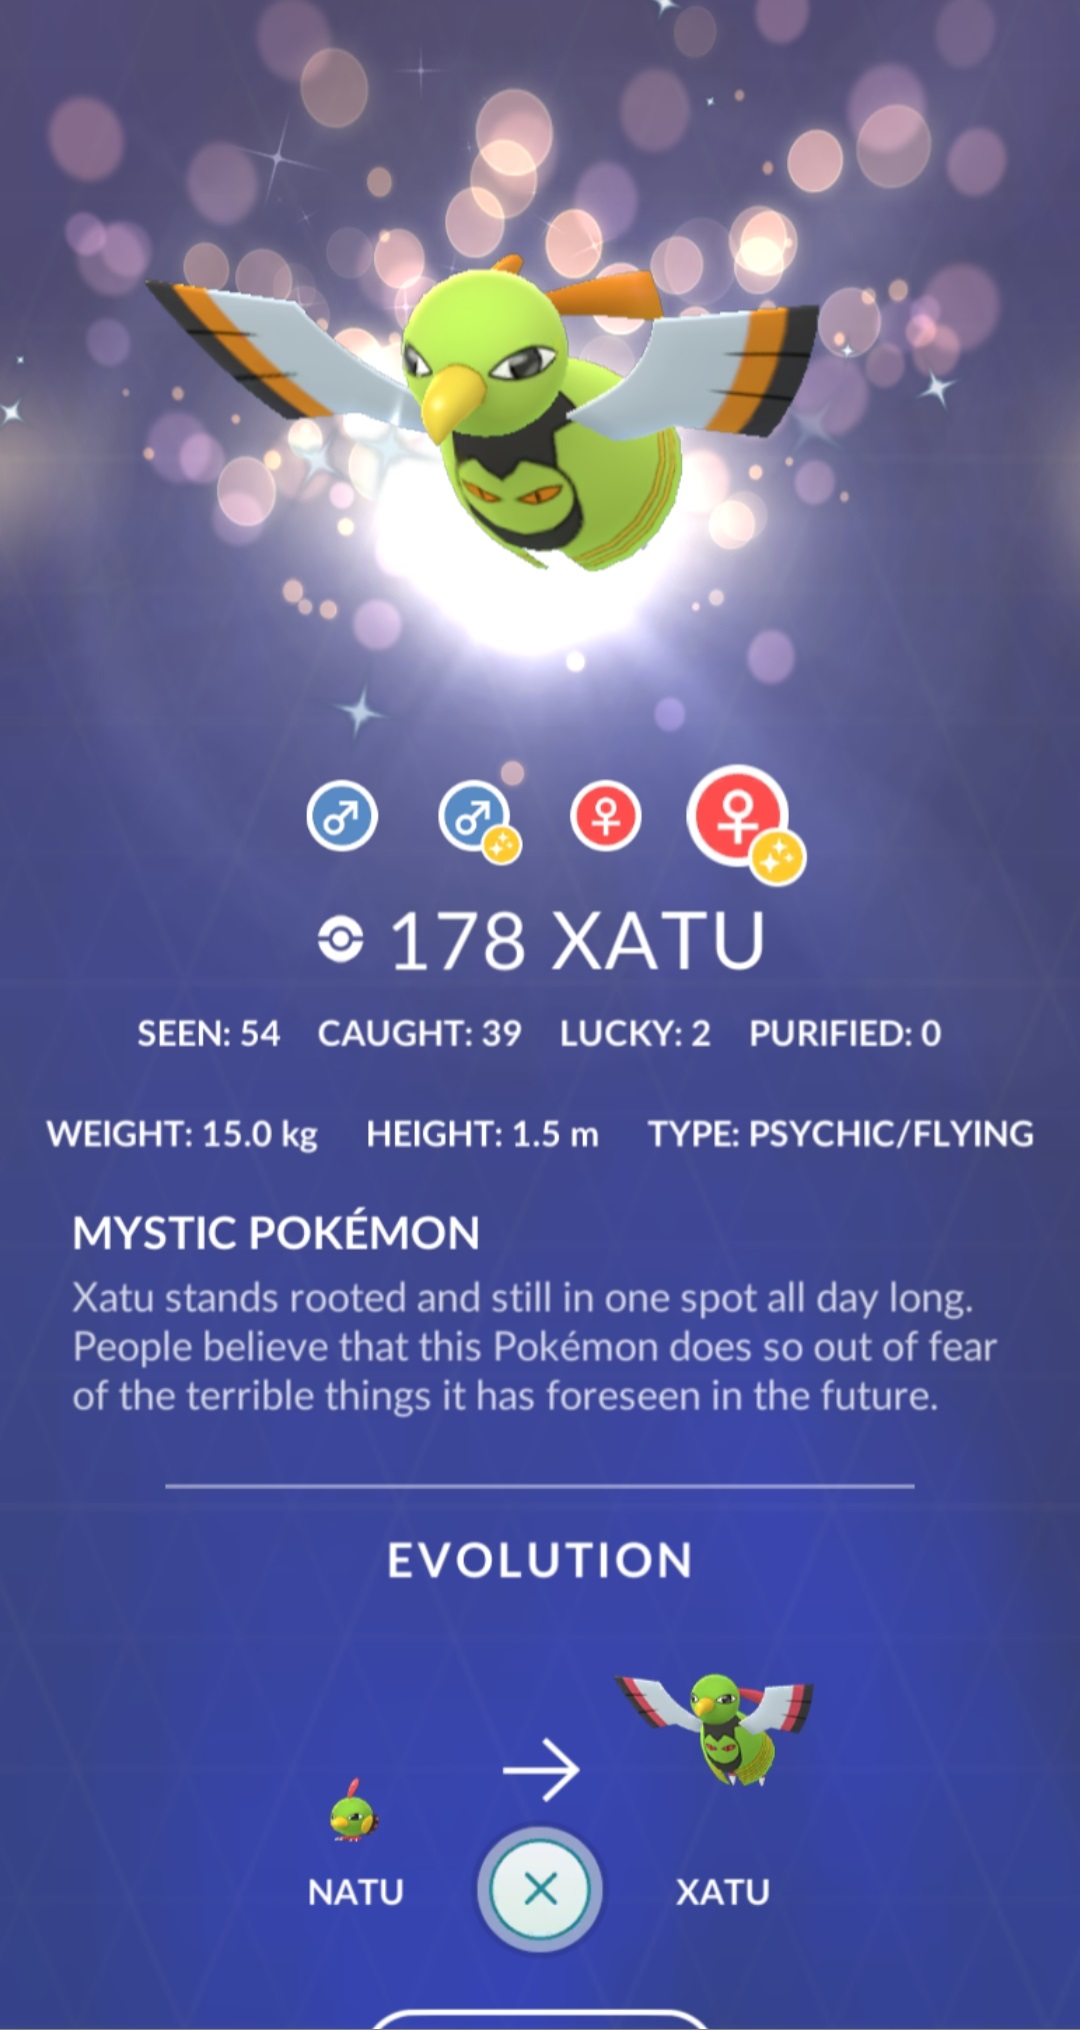 178 XATU
SEEN: 54 CAUGHT: 39 LUCKY: 2 PURIFIED: 0
WEIGHT: 15.0 kg HEIGHT: 1.5 m TYPE: PSYCHIC/FLYING
MYSTIC POKÉMON
Xatu stands rooted and still in one spot all day long.
People believe that this Pokémon does so out of fear
of the terrible things it has foreseen in the future.
EVOLUTION
NATU XATU